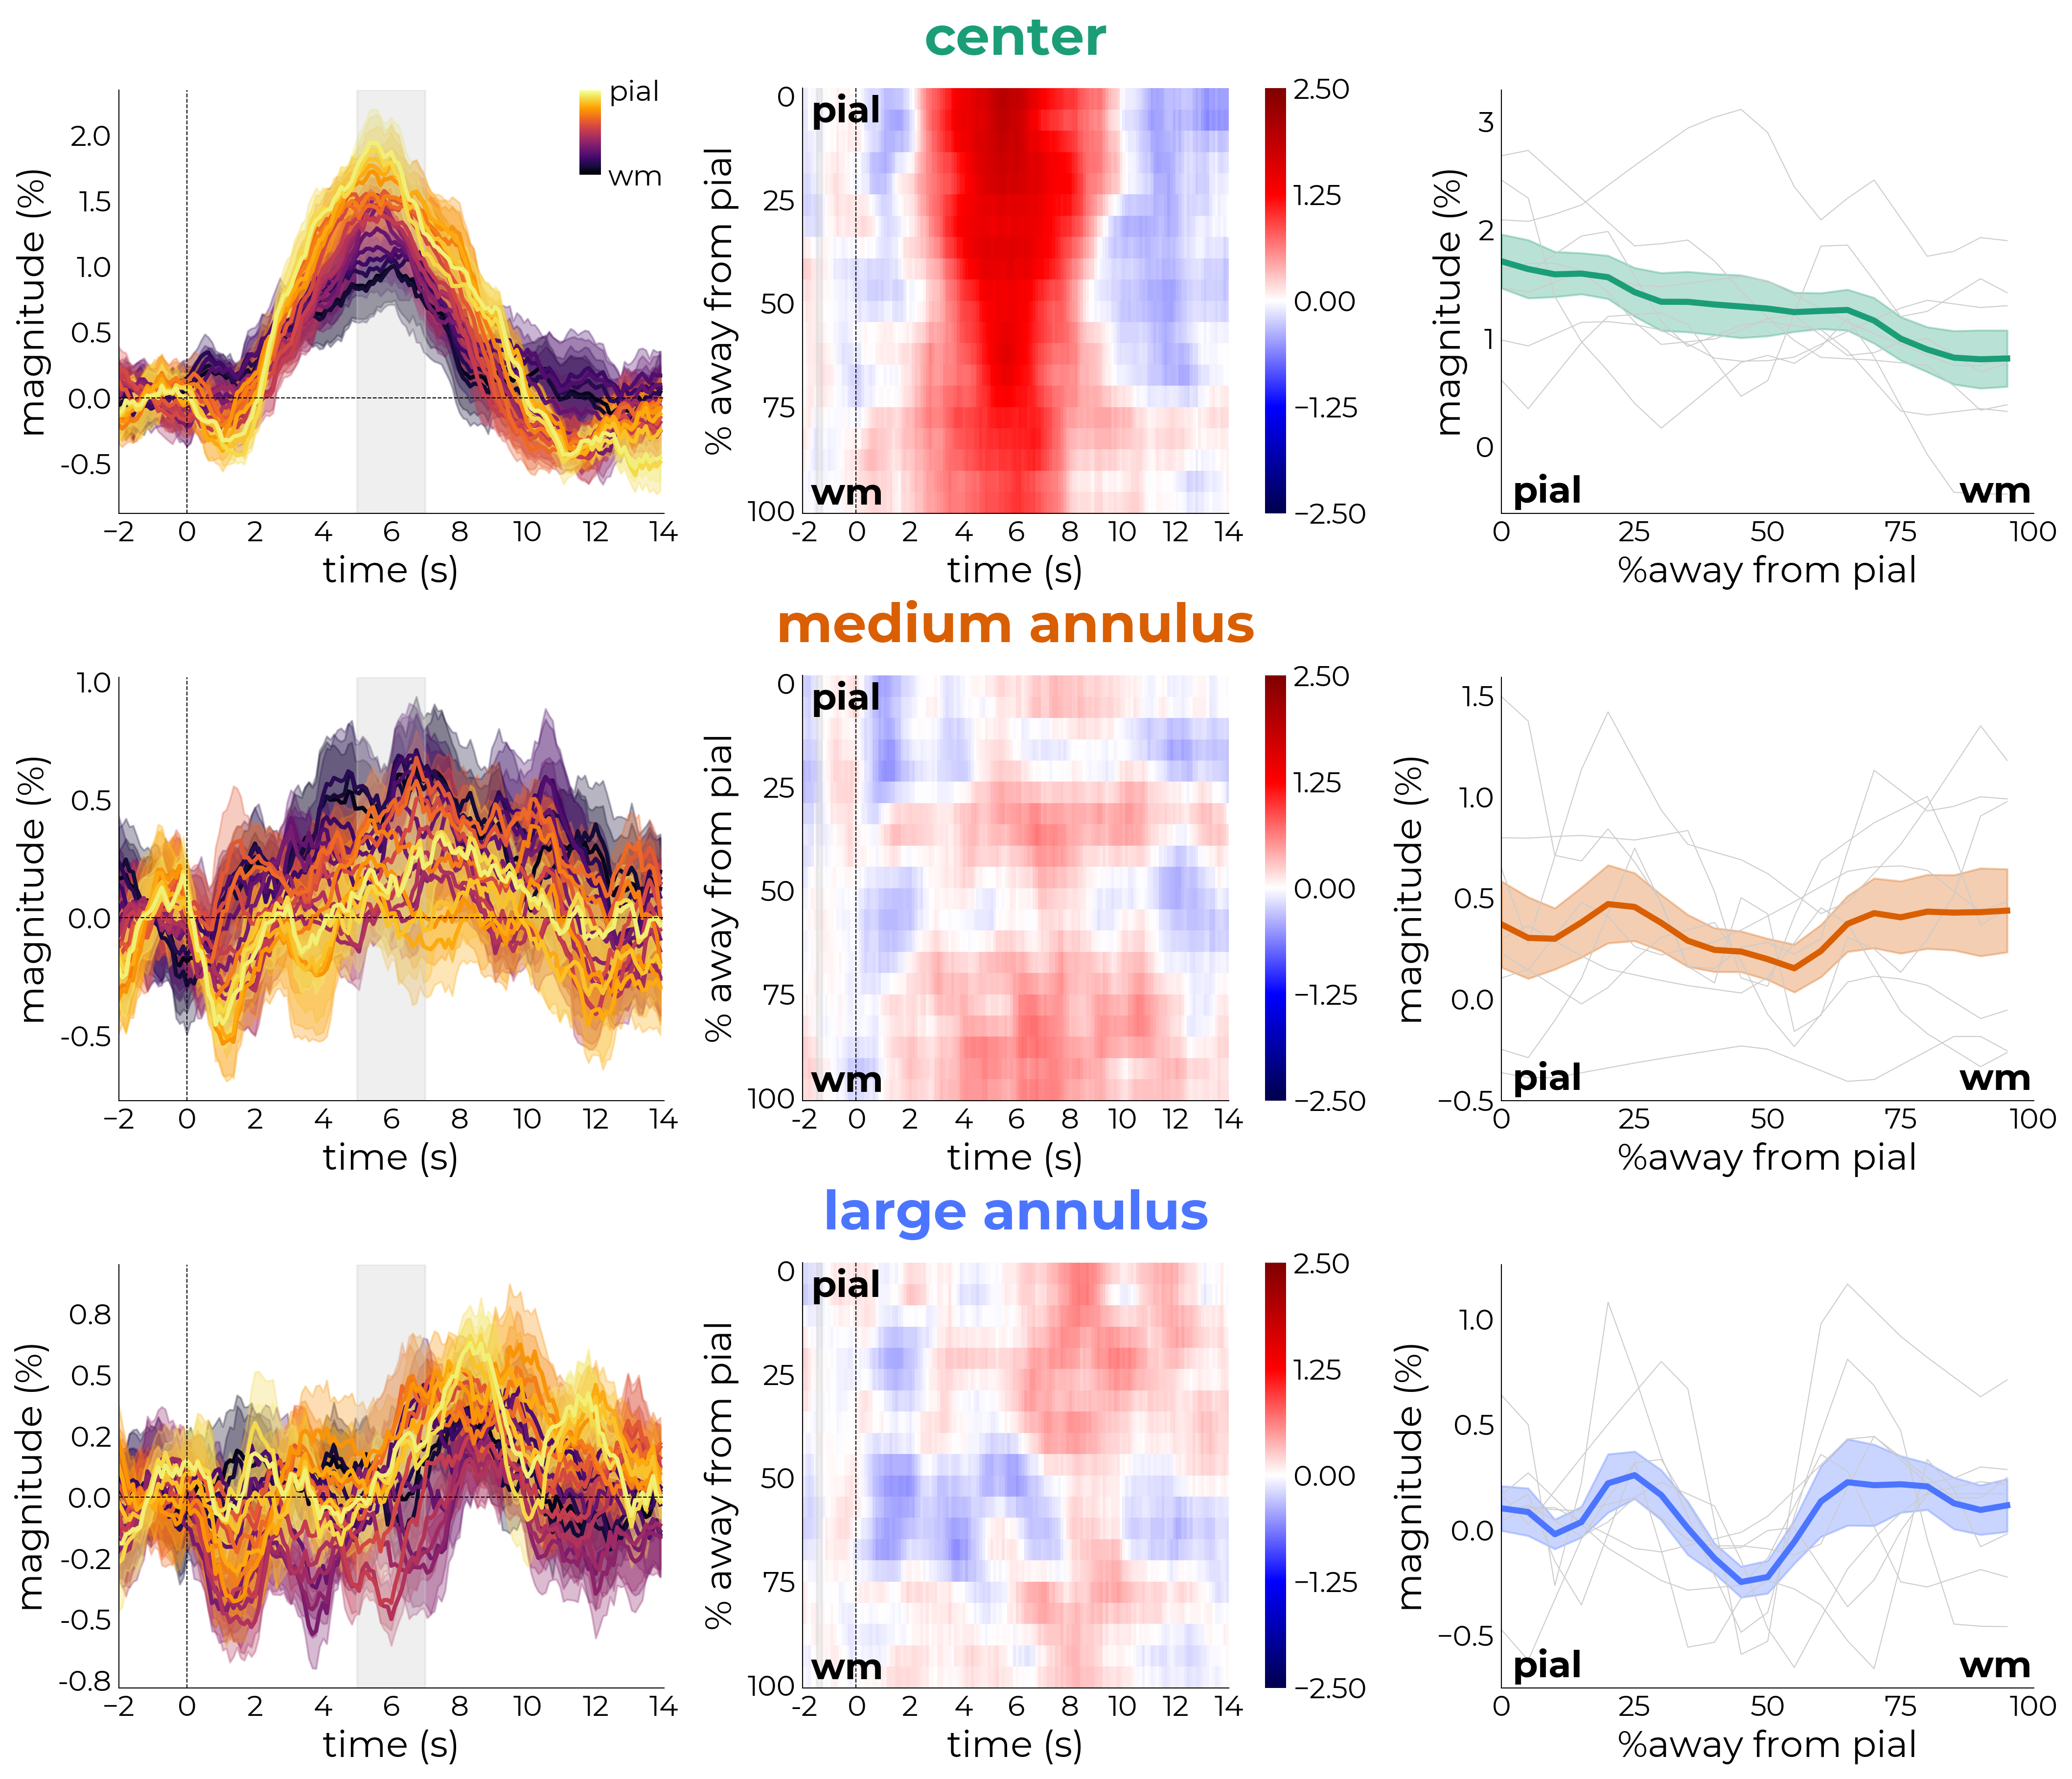 center
magnitude (%)
2.0
1.5
1.0
0.5
0.0
-0.5
−2 0 2 4 6 8 10 12 14
time (s)
pial
wm
% away from pial
0
25
50
75
100
pial
wm
-2 0 2 4 6 8 10 12 14
time (s)
2.50
1.25
0.00
−1.25
−2.50
magnitude (%)
3
2
1
0
pial wm
0 25 50 75 100
%away from pial
medium annulus
magnitude (%)
1.0
0.5
0.0
-0.5
−2 0 2 4 6 8 10 12 14
time (s)
% away from pial
0
25
50
75
100
pial
wm
-2 0 2 4 6 8 10 12 14
time (s)
2.50
1.25
0.00
−1.25
−2.50
magnitude (%)
1.5
1.0
0.5
0.0
−0.5
pial wm
0 25 50 75 100
%away from pial
large annulus
magnitude (%)
0.8
0.5
0.2
0.0
-0.2
-0.5
-0.8
−2 0 2 4 6 8 10 12 14
time (s)
% away from pial
0
25
50
75
100
pial
wm
-2 0 2 4 6 8 10 12 14
time (s)
2.50
1.25
0.00
−1.25
−2.50
magnitude (%)
1.0
0.5
0.0
−0.5
pial wm
0 25 50 75 100
%away from pial